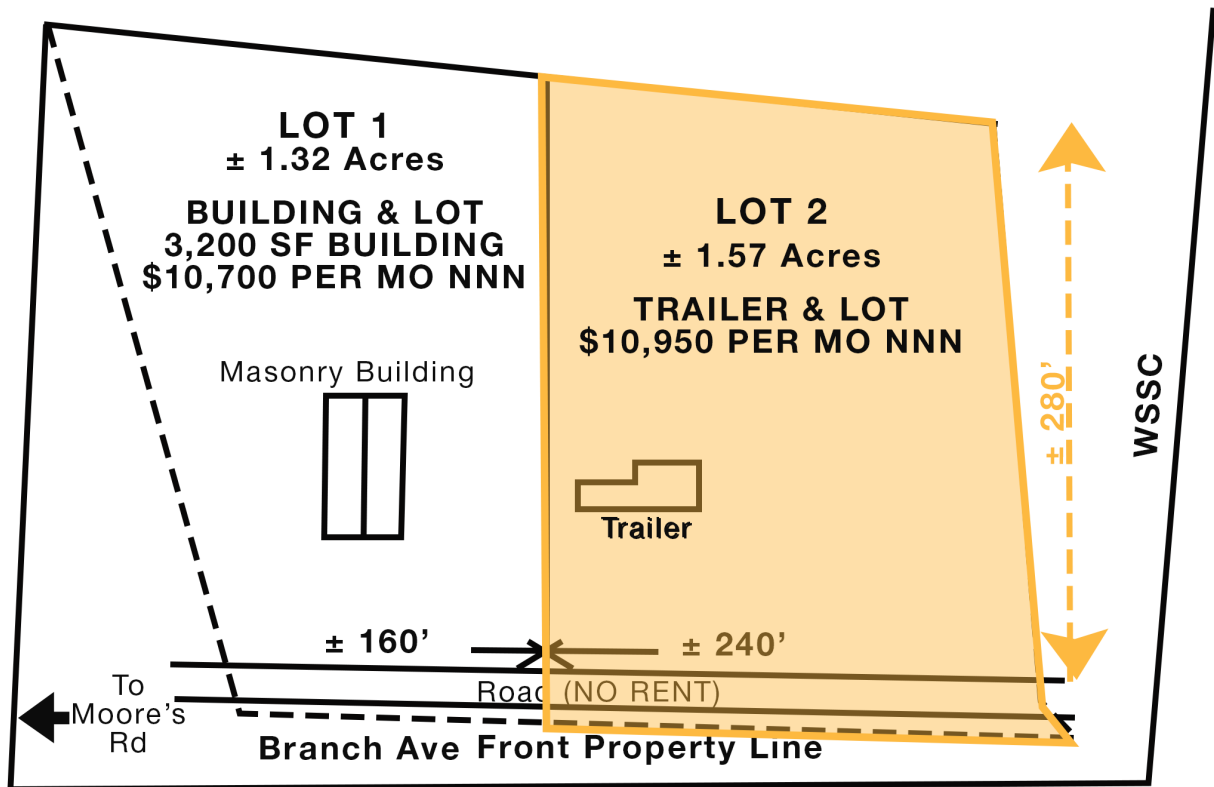 LOT 1
± 1.32 Acres
BUILDING & LOT
3,200 SF BUILDING
$10,700 PER MO NNN
Masonry Building
LOT 2
± 1.57 Acres
TRAILER & LOT
$10,950 PER MO NNN
Trailer
± 280’
WSSC
± 160’
± 240’
Road (NO RENT)
To
Moore's
Rd
Branch Ave Front Property Line